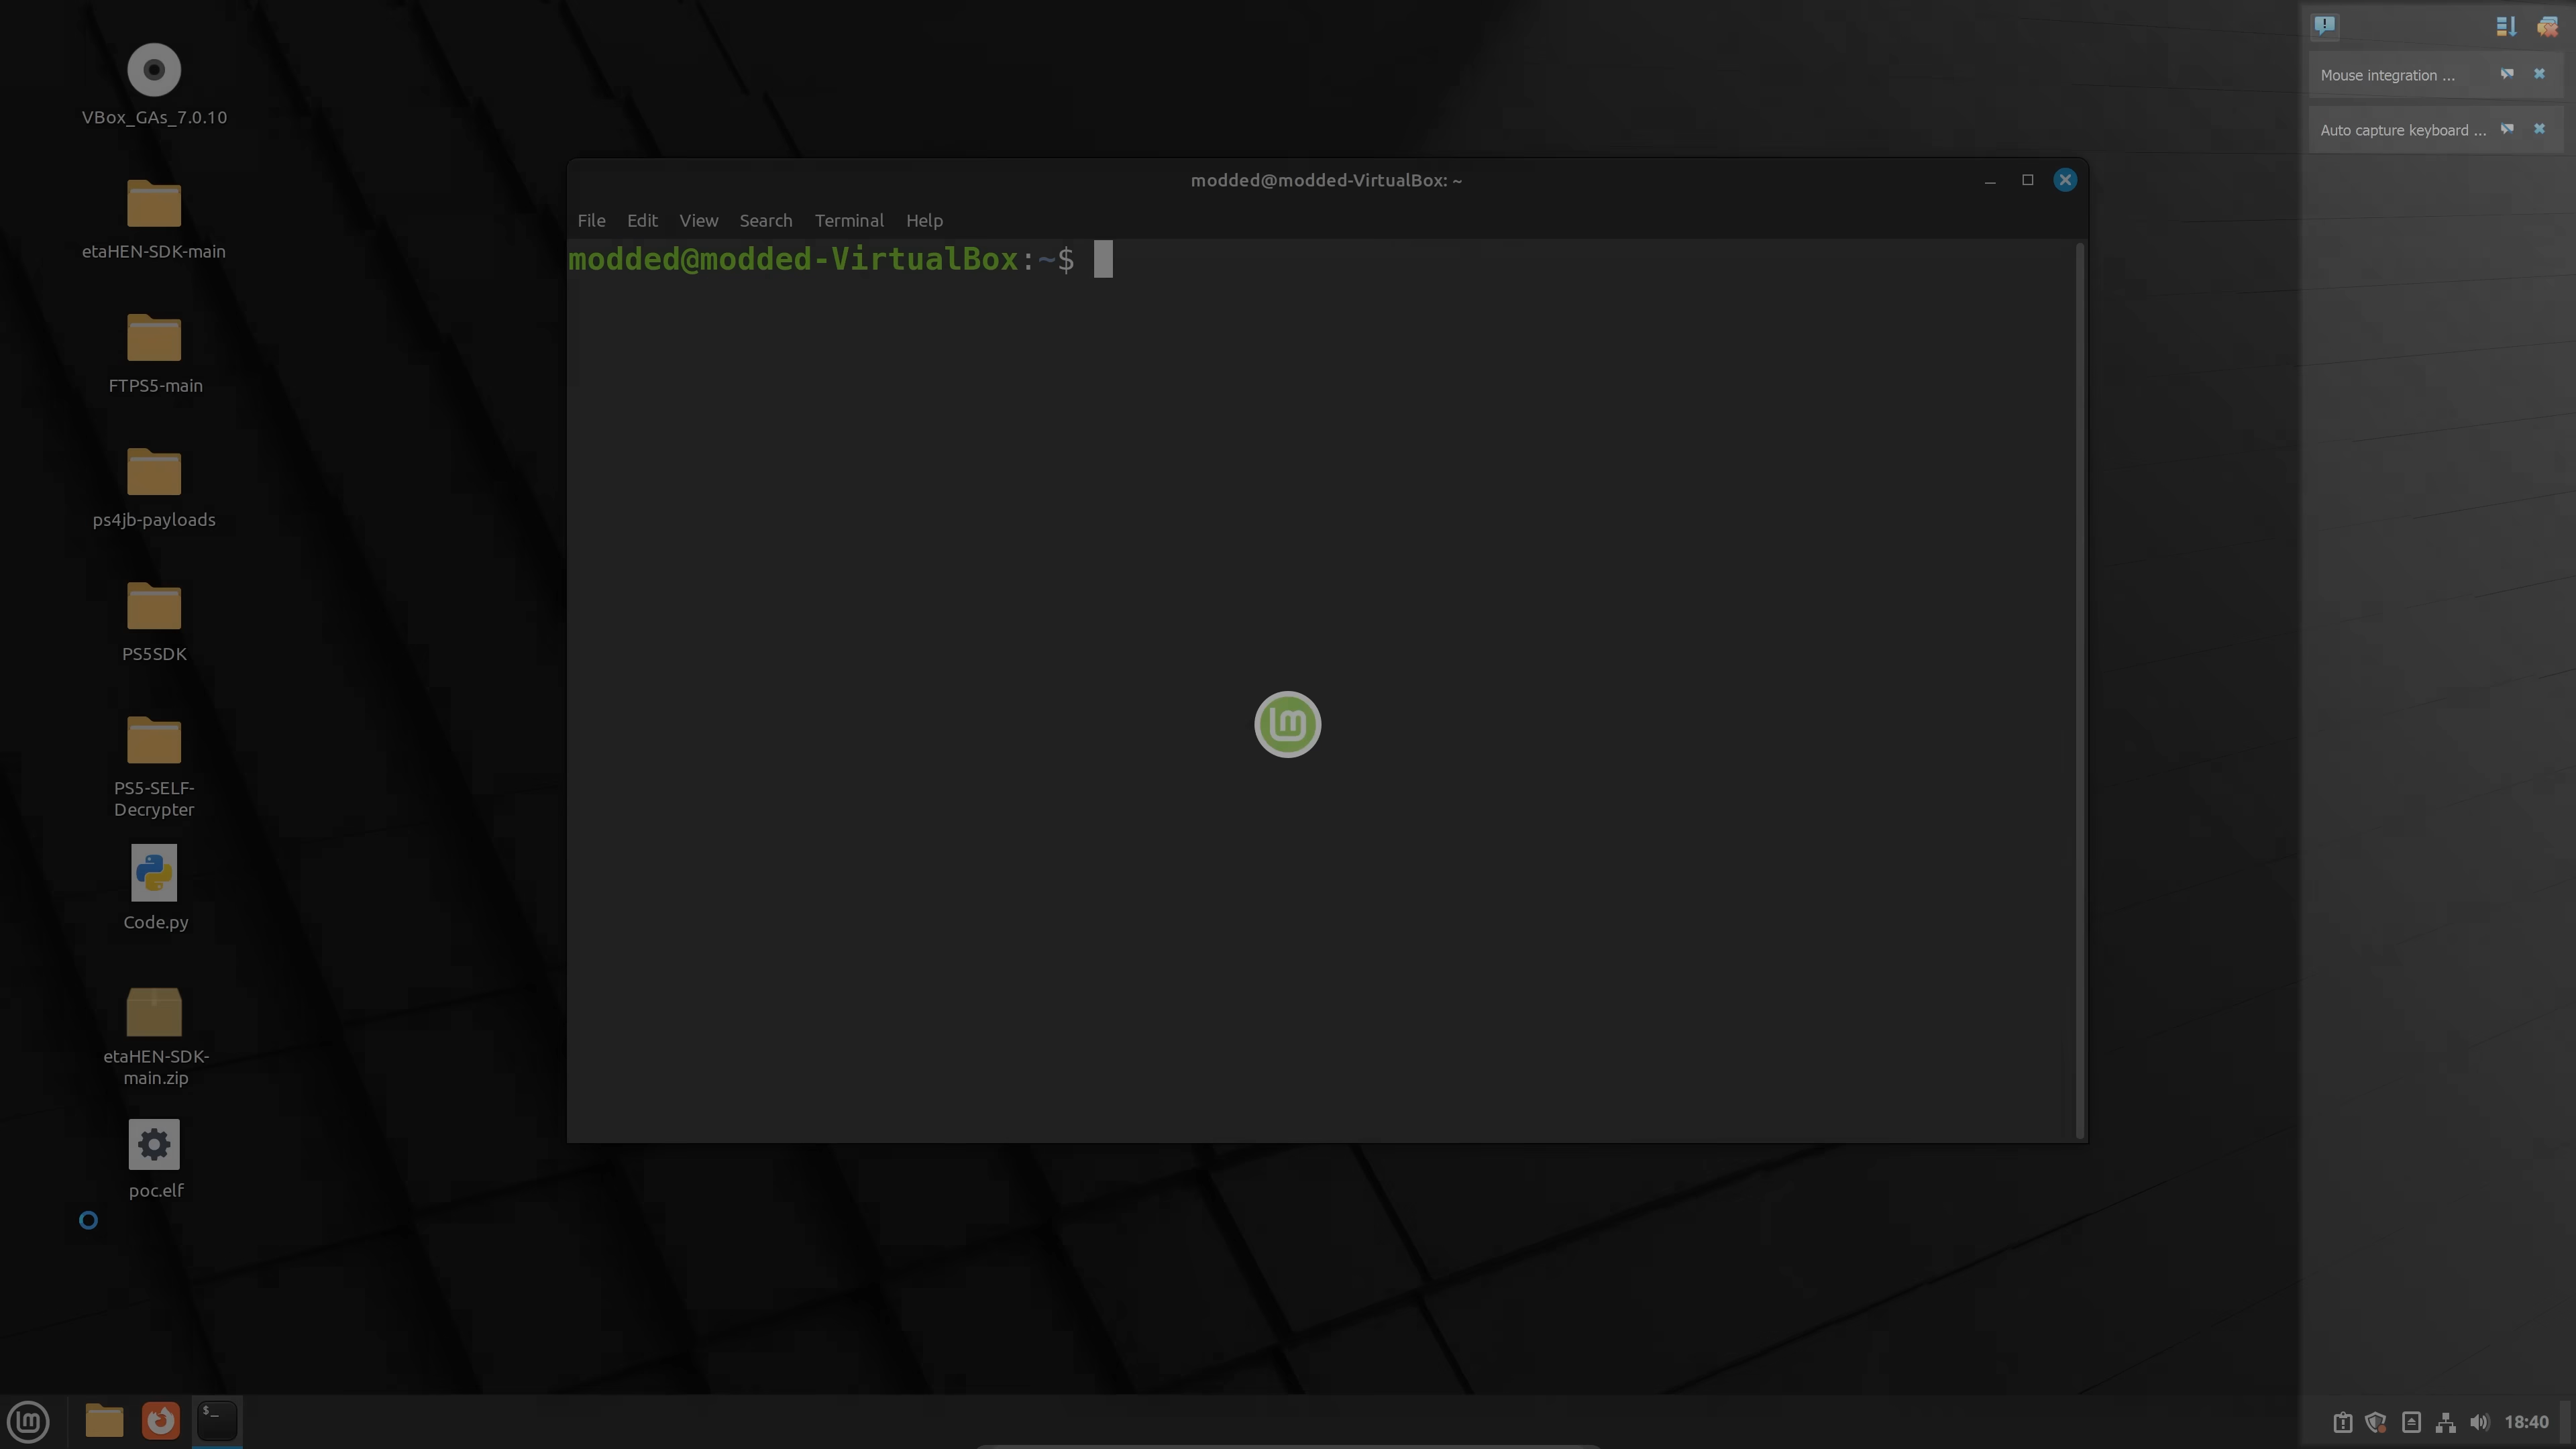 VBox_GAs_7.0.10
etaHEN-SDK-main
FTPS5-main
ps4jb-payloads
PS5SDK
PS5-SELF-
Decrypter
Code.py
etaHEN-SDK-
main.zip
poc.elf
modded@modded-VirtualBox: ~
File Edit View Search Terminal Help
modded@modded-VirtualBox:~$
Mouse integration ...
Auto capture keyboard ...
18:40